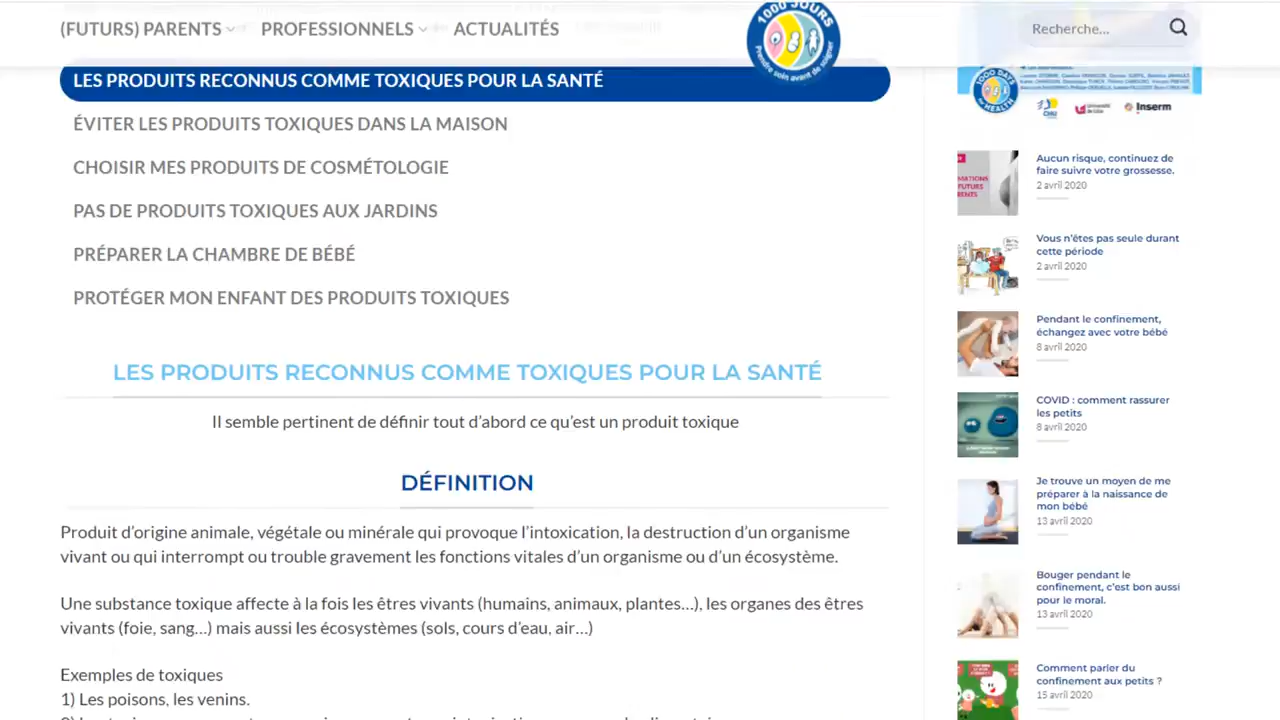 (FUTURS) PARENTS
PROFESSIONNELS
ACTUALITÉS
1000 JOURS
Prendre soin avant de soigner
Recherche...
LES PRODUITS RECONNUS COMME TOXIQUES POUR LA SANTÉ
ÉVITER LES PRODUITS TOXIQUES DANS LA MAISON
CHOISIR MES PRODUITS DE COSMÉTOLOGIE
PAS DE PRODUITS TOXIQUES AUX JARDINS
PRÉPARER LA CHAMBRE DE BÉBÉ
PROTÉGER MON ENFANT DES PRODUITS TOXIQUES
LES PRODUITS RECONNUS COMME TOXIQUES POUR LA SANTÉ
Il semble pertinent de définir tout d’abord ce qu’est un produit toxique
DÉFINITION
Produit d’origine animale, végétale ou minérale qui provoque l’intoxication, la destruction d’un organisme
vivant ou qui interrompt ou trouble gravement les fonctions vitales d’un organisme ou d’un écosystème.
Une substance toxique affecte à la fois les êtres vivants (humains, animaux, plantes…), les organes des êtres
vivants (foie, sang…) mais aussi les écosystèmes (sols, cours d’eau, air…)
Exemples de toxiques
1) Les poisons, les venins.
1000 DAYS
for HEALTH
CHU
Inserm
Aucun risque, continuez de
faire suivre votre grossesse.
2 avril 2020
Vous n’êtes pas seule durant
cette période
2 avril 2020
Pendant le confinement,
échangez avec votre bébé
8 avril 2020
COVID : comment rassurer
les petits
8 avril 2020
Je trouve un moyen de me
préparer à la naissance de
mon bébé
13 avril 2020
Bouger pendant le
confinement, c’est bon aussi
pour le moral.
13 avril 2020
Comment parler du
confinement aux petits ?
15 avril 2020